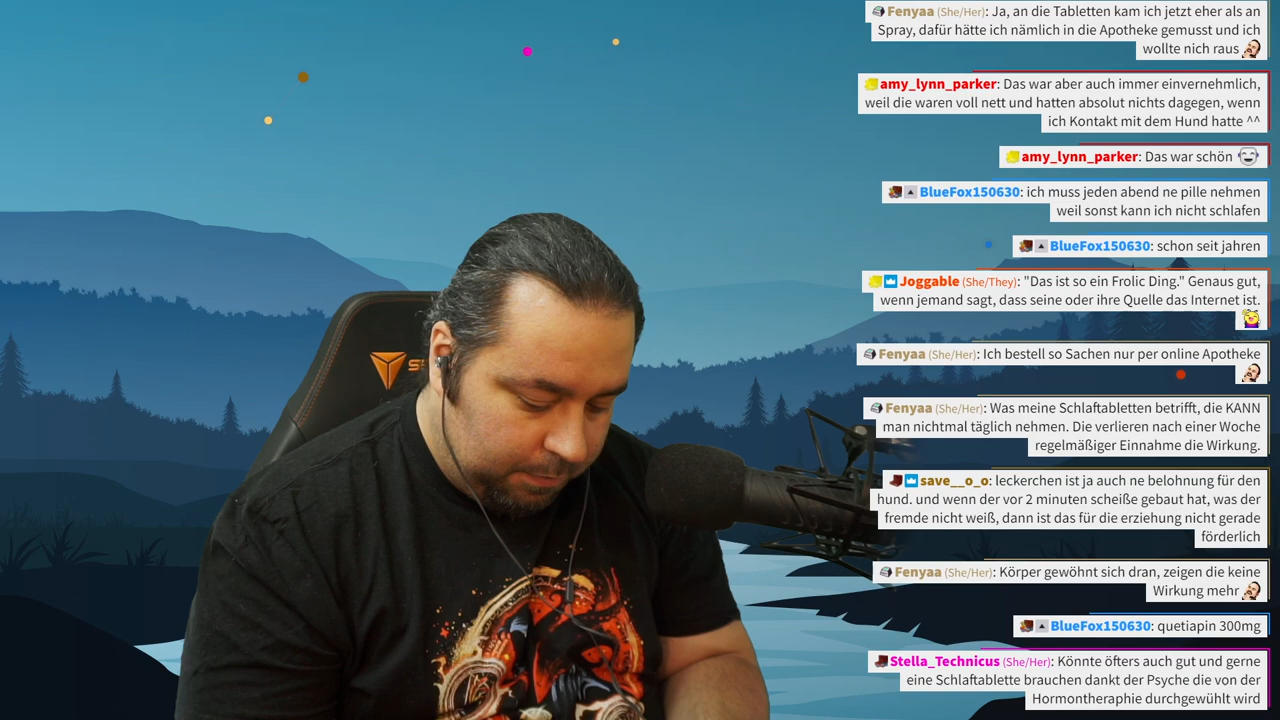 Fenyaa (She/Her): Ja, an die Tabletten kam ich jetzt eher als an
Spray, dafür hätte ich nämlich in die Apotheke gemusst und ich
wollte nich raus
amy_lynn_parker: Das war aber auch immer einvernehmlich,
weil die waren voll nett und hatten absolut nichts dagegen, wenn
ich Kontakt mit dem Hund hatte ^^
amy_lynn_parker: Das war schön
BlueFox150630: ich muss jeden abend ne pille nehmen
weil sonst kann ich nicht schlafen
BlueFox150630: schon seit jahren
Joggable (She/They): "Das ist so ein Frolic Ding." Genaus gut,
wenn jemand sagt, dass seine oder ihre Quelle das Internet ist.
Fenyaa (She/Her): Ich bestell so Sachen nur per online Apotheke
Fenyaa (She/Her): Was meine Schlaftabletten betrifft, die KANN
man nichtmal täglich nehmen. Die verlieren nach einer Woche
regelmäßiger Einnahme die Wirkung.
save__o_o: leckerchen ist ja auch ne belohnung für den
hund. und wenn der vor 2 minuten scheiße gebaut hat, was der
fremde nicht weiß, dann ist das für die erziehung nicht gerade
förderlich
Fenyaa (She/Her): Körper gewöhnt sich dran, zeigen die keine
Wirkung mehr
BlueFox150630: quetiapin 300mg
Stella_Technicus (She/Her): Könnte öfters auch gut und gerne
eine Schlaftablette brauchen dankt der Psyche die von der
Hormontheraphie durchgewühlt wird